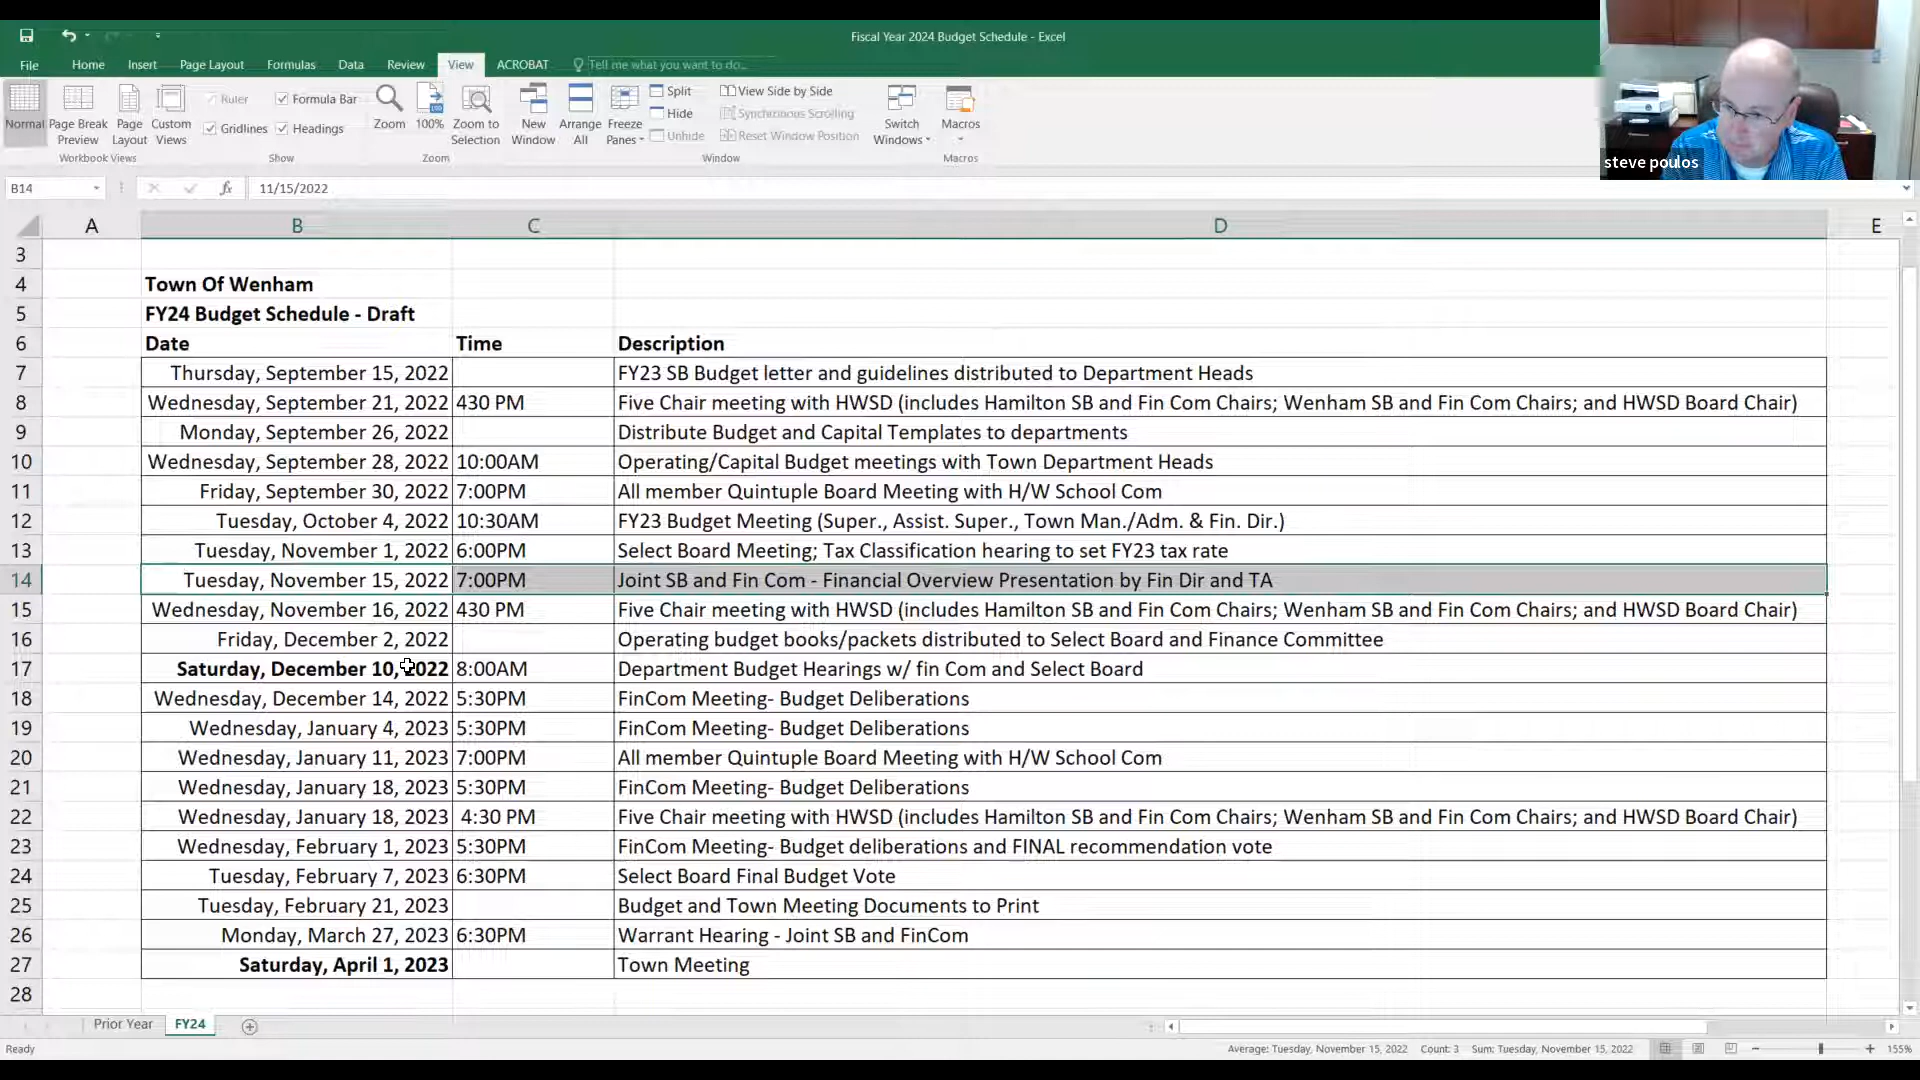 Fiscal Year 2024 Budget Schedule - Excel
File Home Insert Page Layout Formulas Data Review View ACROBAT Tell me what you want to do...
Normal
Page Break Preview
Page Layout
Custom Views
Workbook Views
Ruler
Formula Bar
Gridlines
Headings
Show
Zoom
100%
Zoom to Selection
Zoom
New Window
Arrange All
Freeze Panes
Split
Hide
Unhide
View Side by Side
Synchronous Scrolling
Reset Window Position
Window
Switch Windows
Macros
Macros
steve poulos
B14 fx 11/15/2022
A B C D E
3
4 Town Of Wenham
5 FY24 Budget Schedule - Draft
6 Date Time Description
7 Thursday, September 15, 2022 FY23 SB Budget letter and guidelines distributed to Department Heads
8 Wednesday, September 21, 2022 430 PM Five Chair meeting with HWSD (includes Hamilton SB and Fin Com Chairs; Wenham SB and Fin Com Chairs; and HWSD Board Chair)
9 Monday, September 26, 2022 Distribute Budget and Capital Templates to departments
10 Wednesday, September 28, 2022 10:00AM Operating/Capital Budget meetings with Town Department Heads
11 Friday, September 30, 2022 7:00PM All member Quintuple Board Meeting with H/W School Com
12 Tuesday, October 4, 2022 10:30AM FY23 Budget Meeting (Super., Assist. Super., Town Man./Adm. & Fin. Dir.)
13 Tuesday, November 1, 2022 6:00PM Select Board Meeting; Tax Classification hearing to set FY23 tax rate
14 Tuesday, November 15, 2022 7:00PM Joint SB and Fin Com - Financial Overview Presentation by Fin Dir and TA
15 Wednesday, November 16, 2022 430 PM Five Chair meeting with HWSD (includes Hamilton SB and Fin Com Chairs; Wenham SB and Fin Com Chairs; and HWSD Board Chair)
16 Friday, December 2, 2022 Operating budget books/packets distributed to Select Board and Finance Committee
17 Saturday, December 10, 2022 8:00AM Department Budget Hearings w/ fin Com and Select Board
18 Wednesday, December 14, 2022 5:30PM FinCom Meeting- Budget Deliberations
19 Wednesday, January 4, 2023 5:30PM FinCom Meeting- Budget Deliberations
20 Wednesday, January 11, 2023 7:00PM All member Quintuple Board Meeting with H/W School Com
21 Wednesday, January 18, 2023 5:30PM FinCom Meeting- Budget Deliberations
22 Wednesday, January 18, 2023 4:30 PM Five Chair meeting with HWSD (includes Hamilton SB and Fin Com Chairs; Wenham SB and Fin Com Chairs; and HWSD Board Chair)
23 Wednesday, February 1, 2023 5:30PM FinCom Meeting- Budget deliberations and FINAL recommendation vote
24 Tuesday, February 7, 2023 6:30PM Select Board Final Budget Vote
25 Tuesday, February 21, 2023 Budget and Town Meeting Documents to Print
26 Monday, March 27, 2023 6:30PM Warrant Hearing - Joint SB and FinCom
27 Saturday, April 1, 2023 Town Meeting
28
Prior Year FY24
Ready Average: Tuesday, November 15, 2022 Count: 3 Sum: Tuesday, November 15, 2022 155%